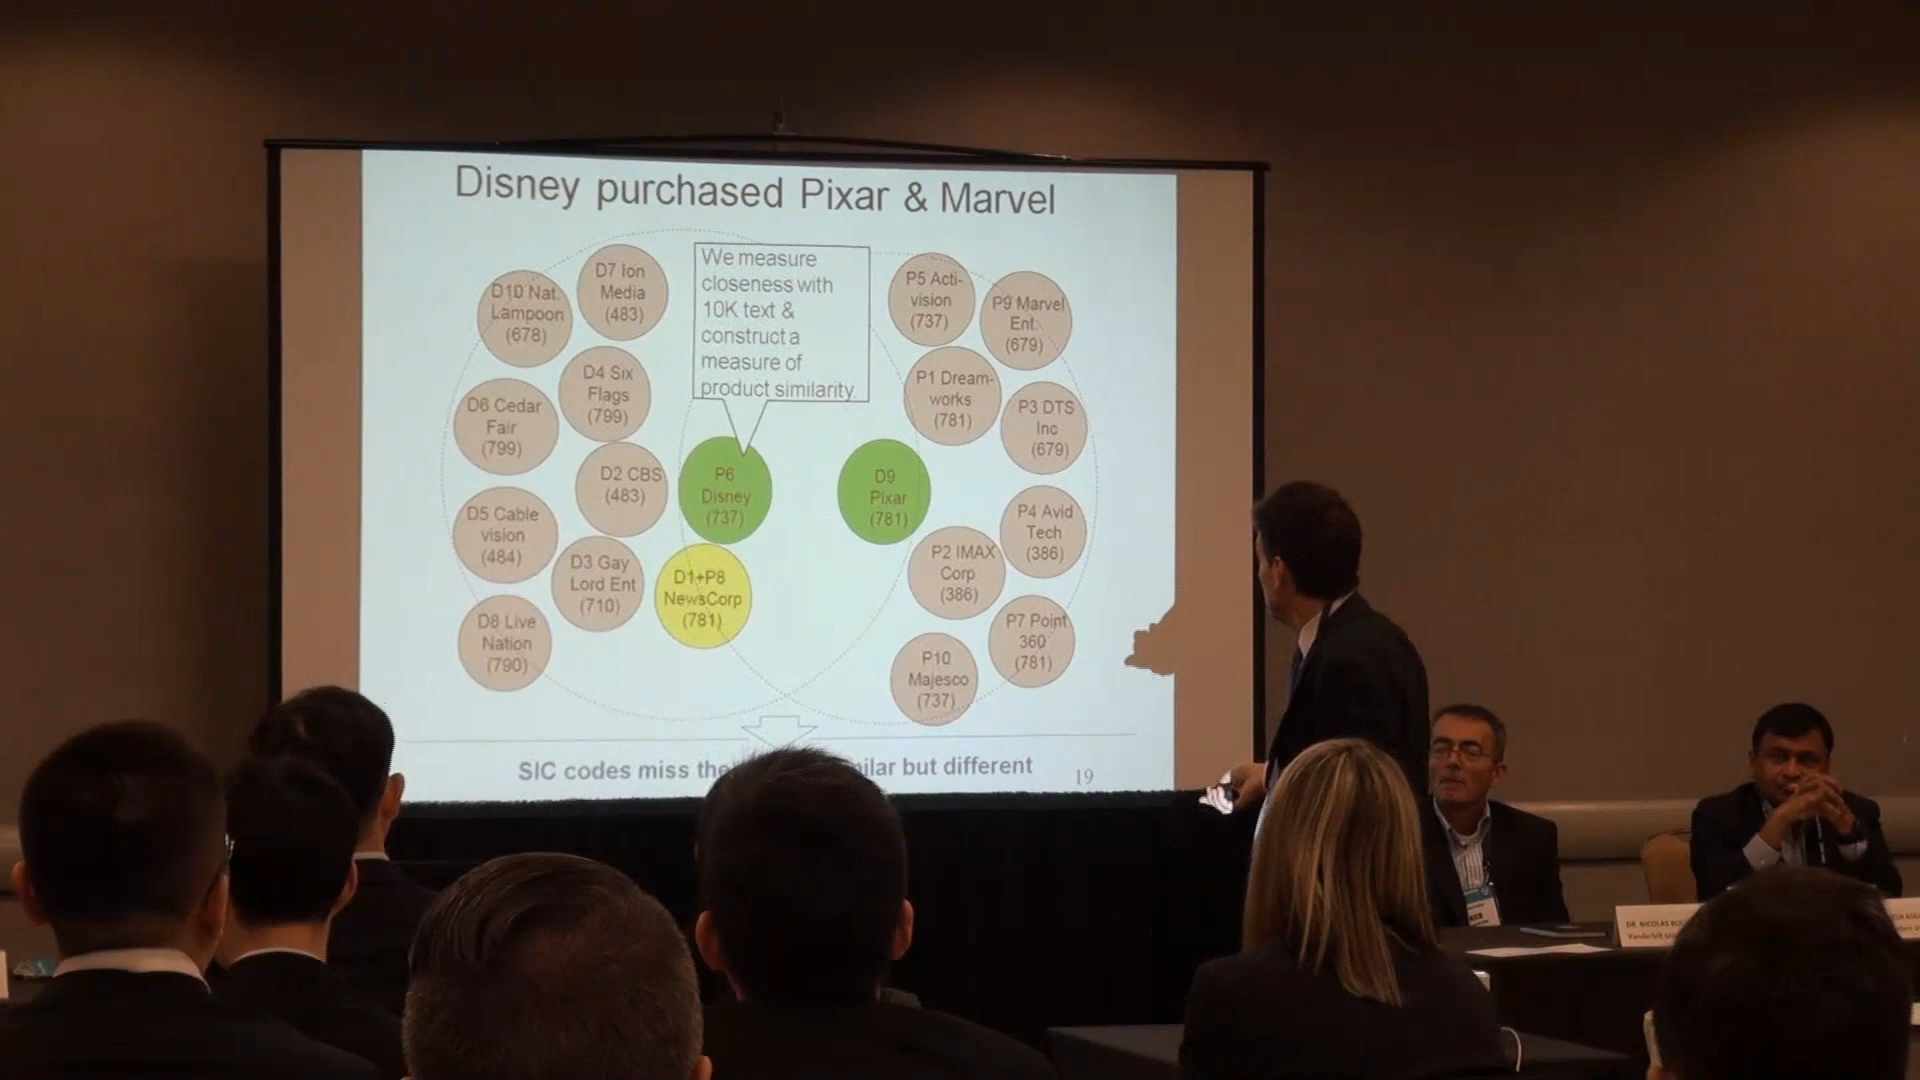 Disney purchased Pixar & Marvel
We measure
closeness with
10K text &
construct a
measure of
product similarity
D10 Nat.
Lampoon
(678)
D7 Ion
Media
(483)
D4 Six
Flags
(799)
D6 Cedar
Fair
(799)
D2 CBS
(483)
D5 Cable
vision
(484)
D3 Gay
Lord Ent
(710)
D8 Live
Nation
(790)
P6
Disney
(737)
D1+P8
NewsCorp
(781)
D9
Pixar
(781)
P5 Acti-
vision
(737)
P9 Marvel
Ent.
(679)
P1 Dream-
works
(781)
P3 DTS
Inc
(679)
P4 Avid
Tech
(386)
P2 IMAX
Corp
(386)
P7 Point
360
(781)
P10
Majesco
(737)
SIC codes miss the but different
19
DR. NICOLAS
Vanderbilt